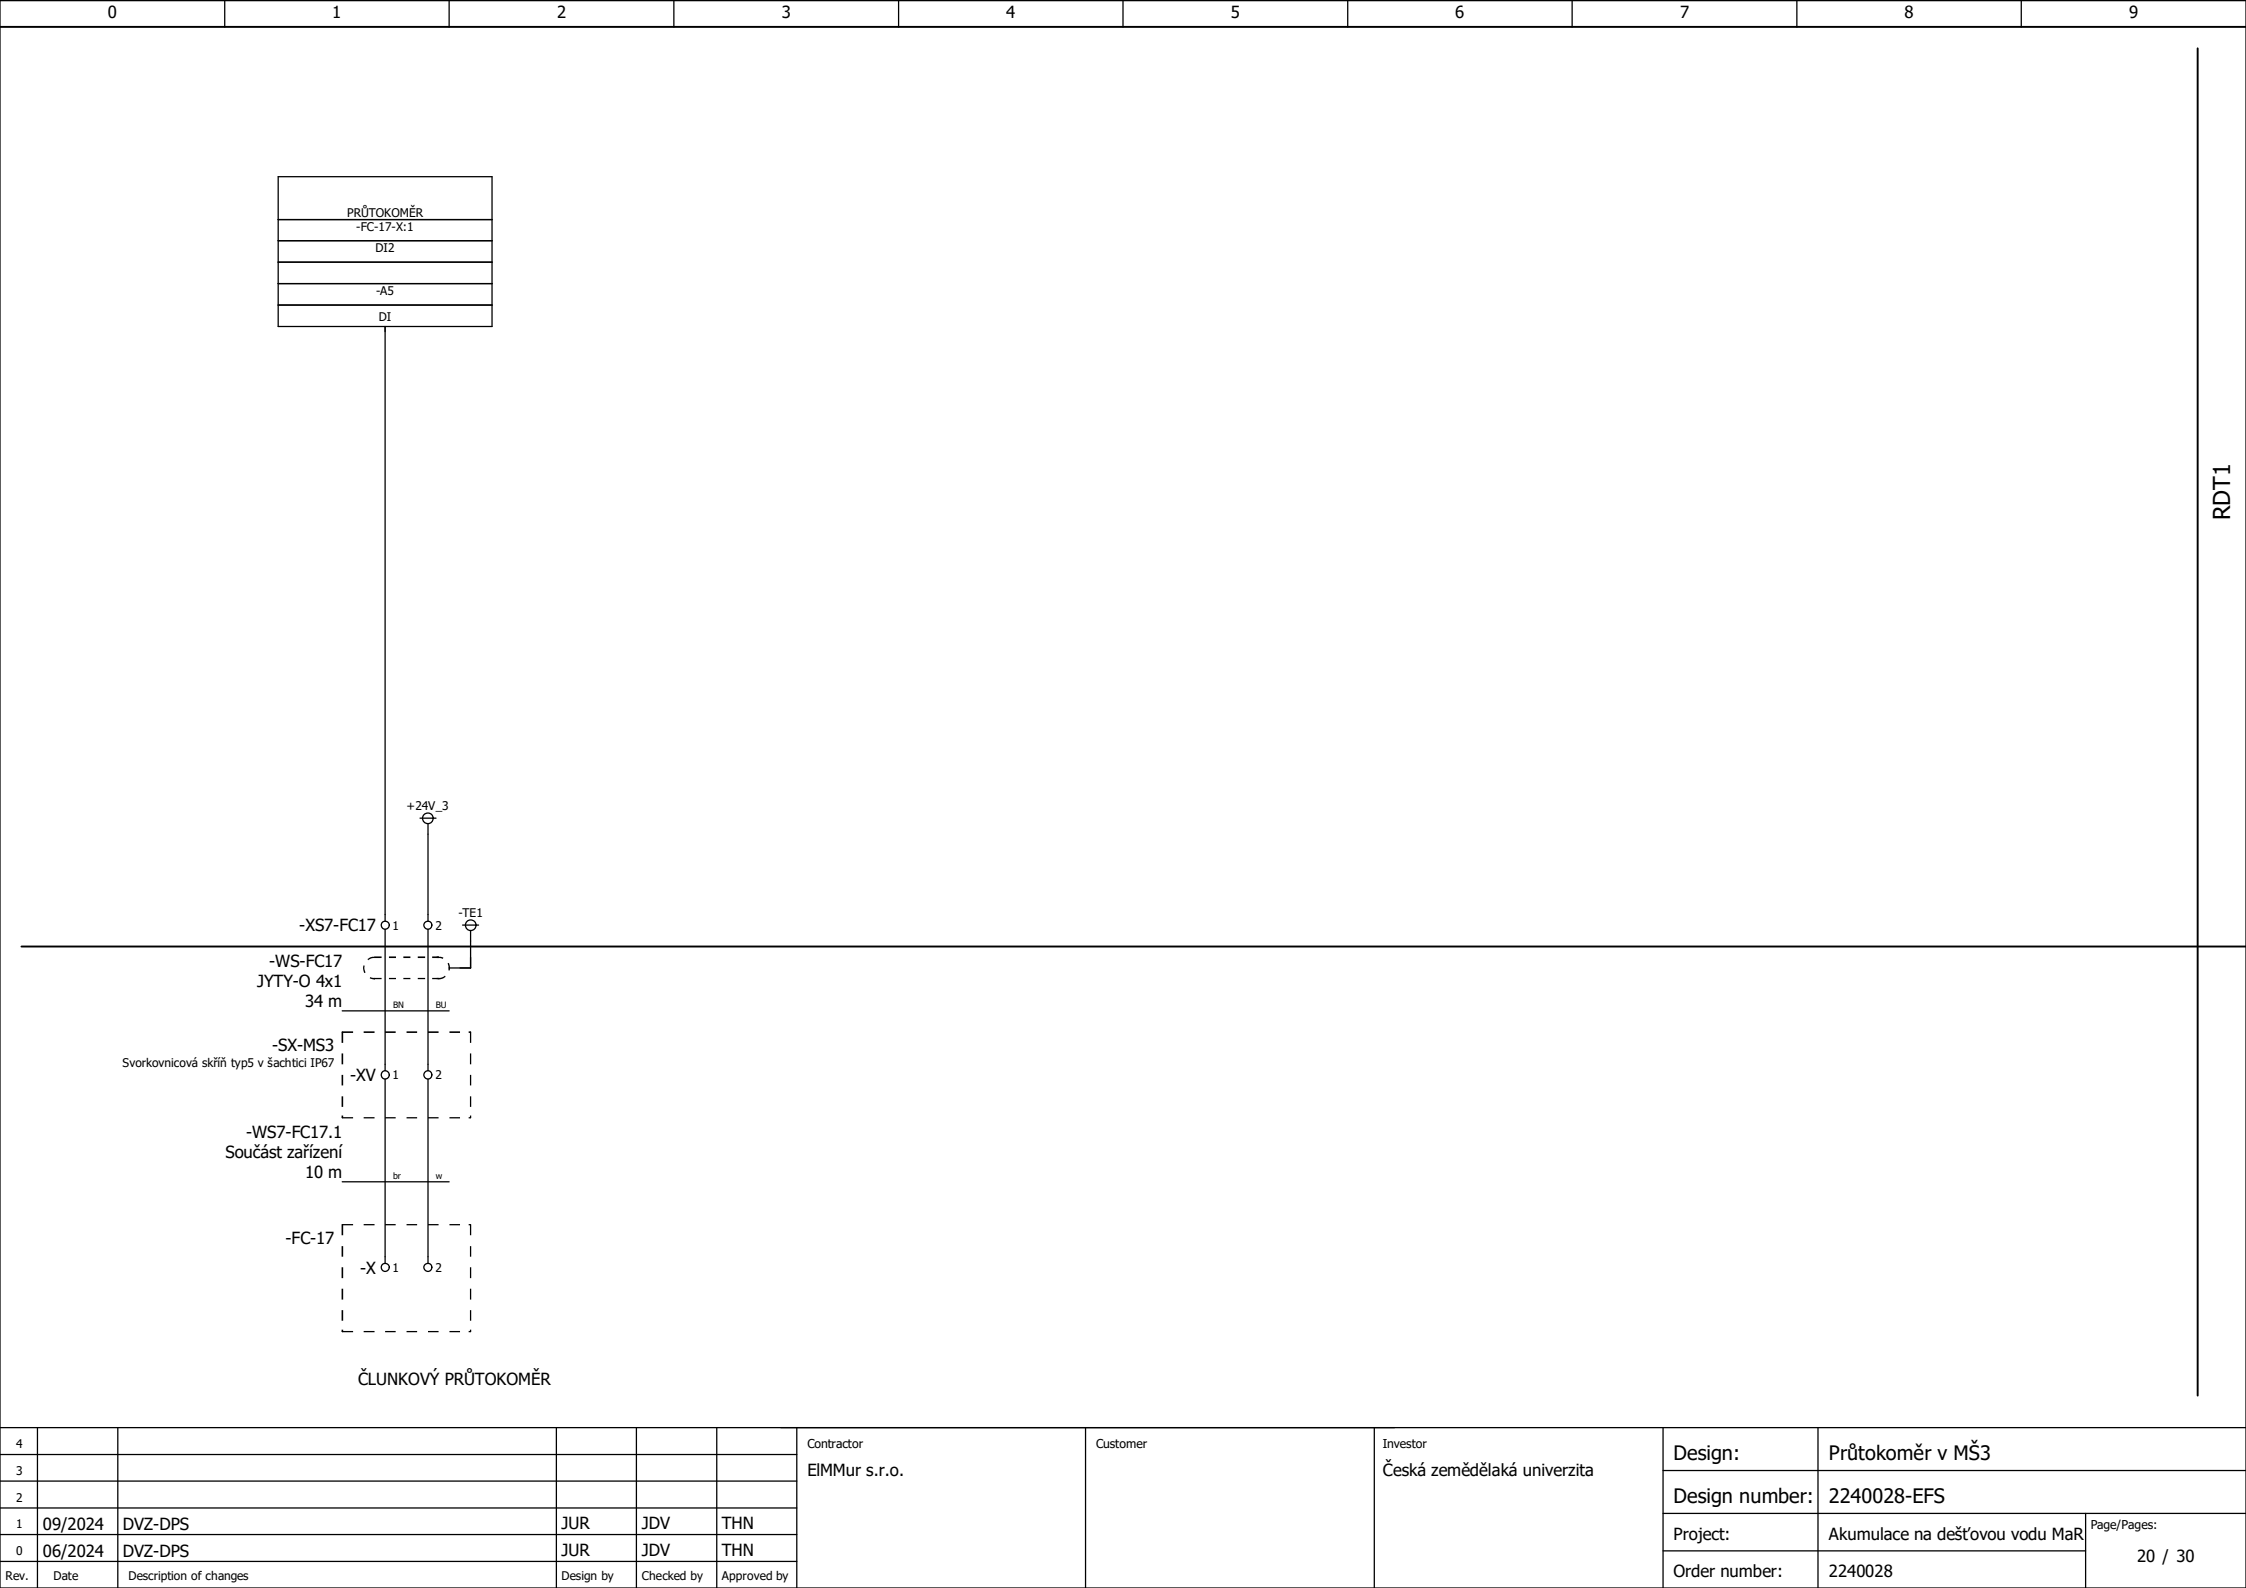 0 1 2 3 4 5 6 7 8 9
PRŮTOKOMĚR
-FC-17-X:1
DI2
-A5
DI
RDT1
+24V_3
-TE1
-XS7-FC17 1 2
-WS-FC17
JYTY-O 4x1
34 m
BN BU
-SX-MS3
Svorkovnicová skříň typ5 v šachtici IP67
-XV 1 2
-WS7-FC17.1
Součást zařízení
10 m
br w
-FC-17
-X 1 2
ČLUNKOVÝ PRŮTOKOMĚR
4
3
2
1 09/2024 DVZ-DPS JUR JDV THN
0 06/2024 DVZ-DPS JUR JDV THN
Rev. Date Description of changes Design by Checked by Approved by
Contractor
ElMMur s.r.o.
Customer
Investor
Česká zemědělaká univerzita
Design: Průtokoměr v MŠ3
Design number: 2240028-EFS
Project: Akumulace na dešťovou vodu MaR
Order number: 2240028
Page/Pages:
20 / 30